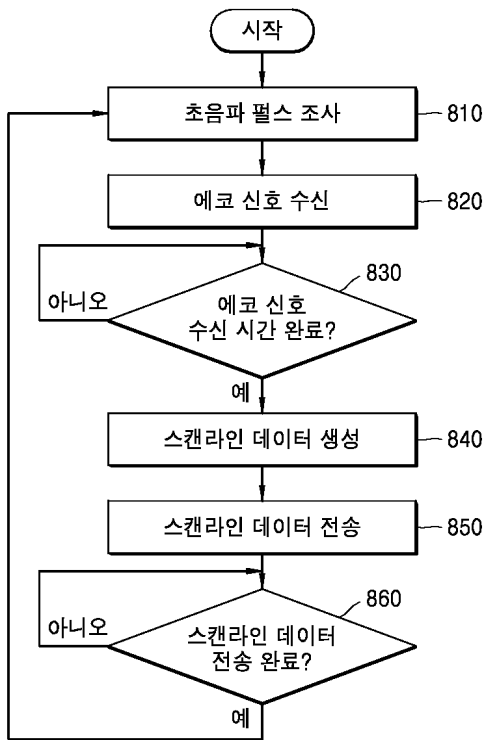 시작
초음파 펄스 조사
810
에코 신호 수신
820
830
아니오
에코 신호
수신 시간 완료?
예
스캔라인 데이터 생성
840
스캔라인 데이터 전송
850
860
아니오
스캔라인 데이터
전송 완료?
예